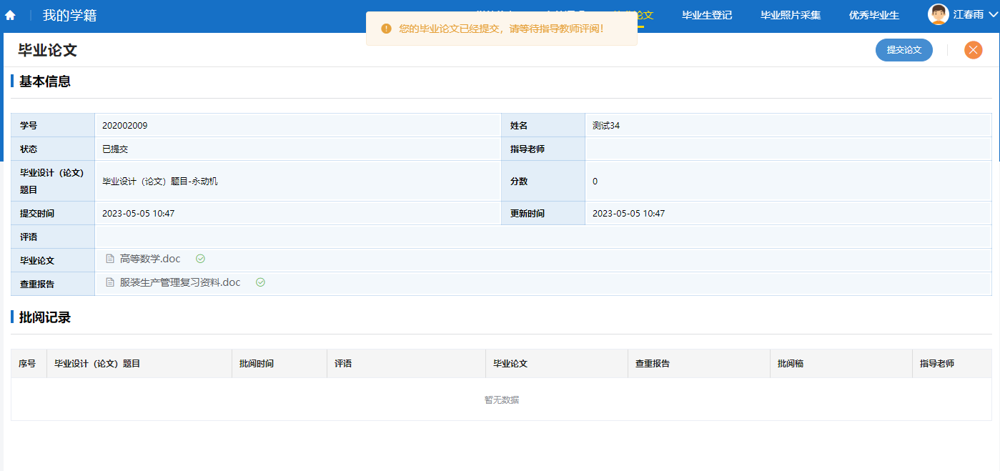 我的学籍
论文
毕业生登记
毕业照片采集
优秀毕业生
江春雨
您的毕业论文已经提交，请等待指导教师评阅！
毕业论文
提交论文
基本信息
学号 202002009 姓名 测试34
状态 已提交 指导老师
毕业设计（论文）题目 毕业设计（论文）题目-永动机 分数 0
提交时间 2023-05-05 10:47 更新时间 2023-05-05 10:47
评语
毕业论文 高等数学.doc
查重报告 服装生产管理复习资料.doc
批阅记录
序号 毕业设计（论文）题目 批阅时间 评语 毕业论文 查重报告 批阅稿 指导老师
暂无数据